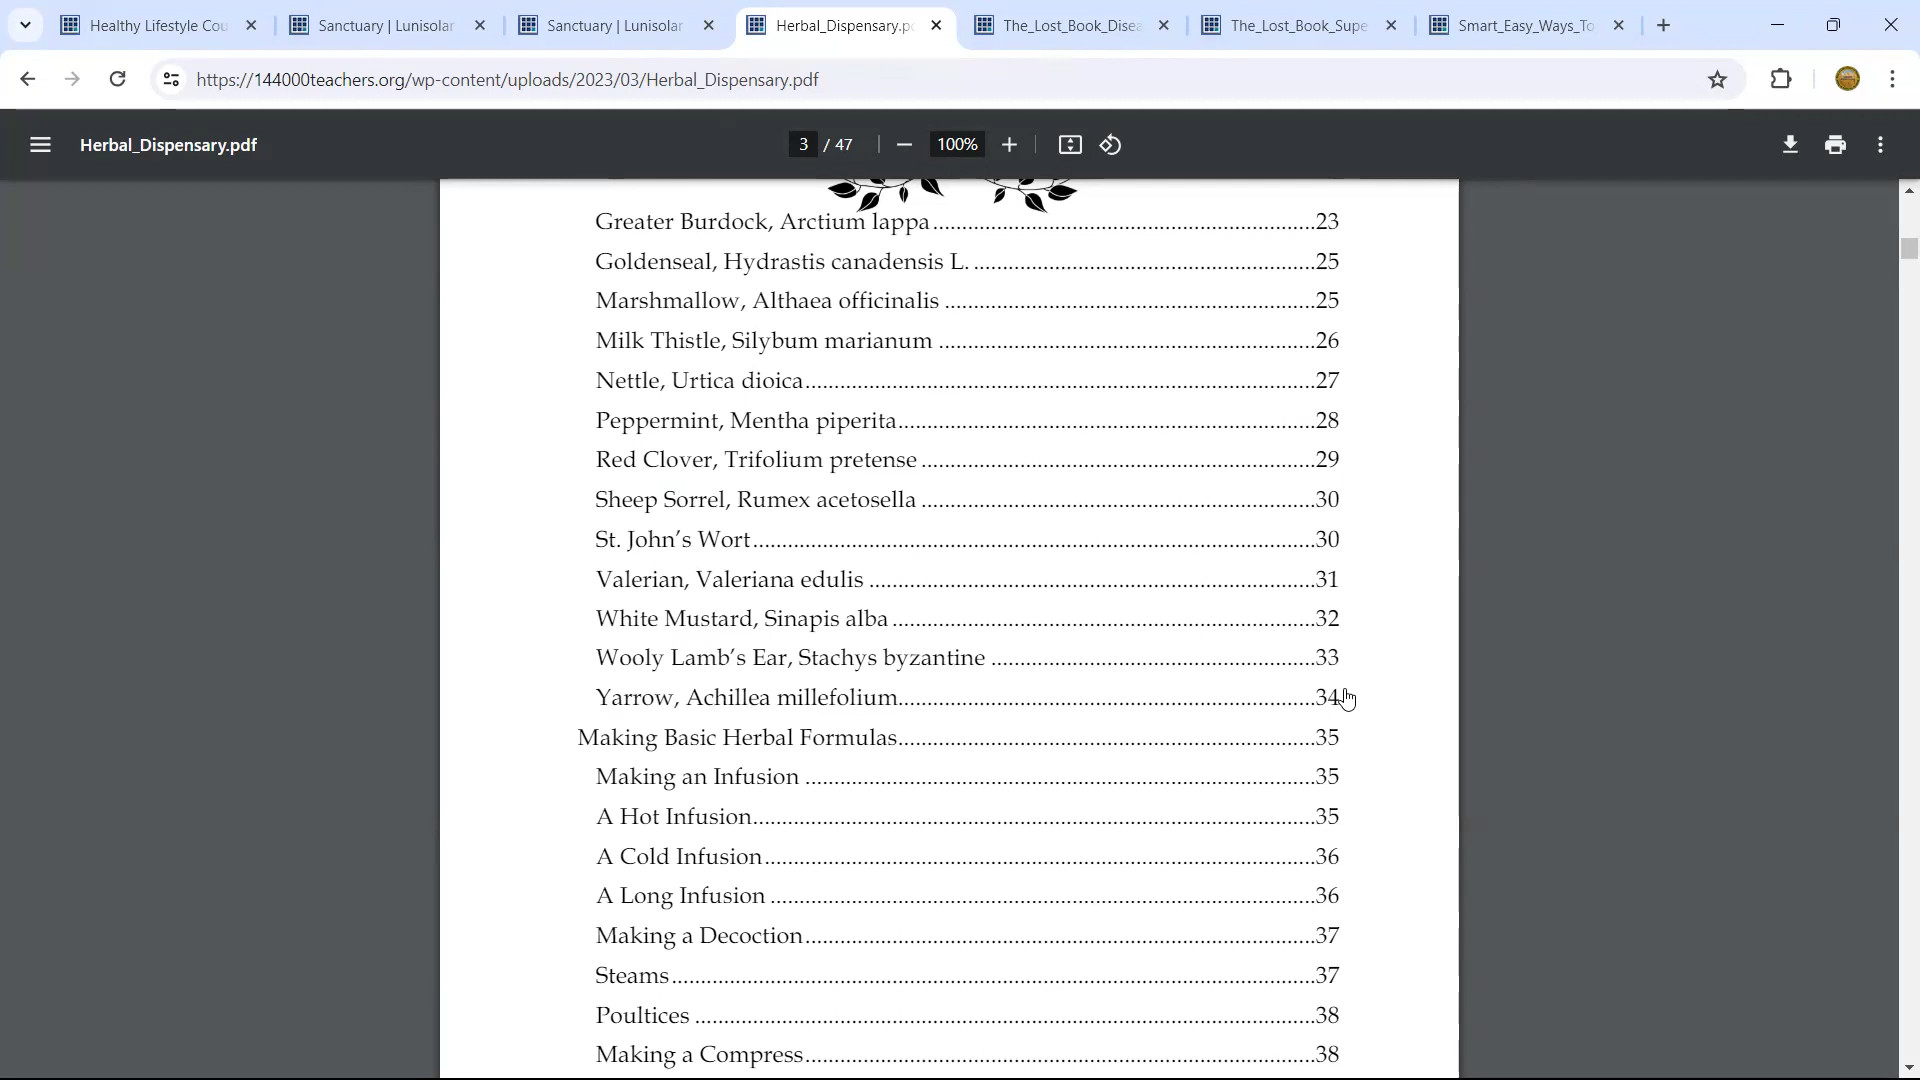 Healthy Lifestyle Cou
Sanctuary | Lunisolar
Sanctuary | Lunisolar
Herbal_Dispensary.p
The_Lost_Book_Disea
The_Lost_Book_Supe
Smart_Easy_Ways_To
https://144000teachers.org/wp-content/uploads/2023/03/Herbal_Dispensary.pdf
Herbal_Dispensary.pdf
3 / 47
100%
Greater Burdock, Arctium lappa..........23
Goldenseal, Hydrastis canadensis L...........25
Marshmallow, Althaea officinalis..........25
Milk Thistle, Silybum marianum..........26
Nettle, Urtica dioica..........27
Peppermint, Mentha piperita..........28
Red Clover, Trifolium pretense..........29
Sheep Sorrel, Rumex acetosella..........30
St. John’s Wort..........30
Valerian, Valeriana edulis..........31
White Mustard, Sinapis alba..........32
Wooly Lamb’s Ear, Stachys byzantine..........33
Yarrow, Achillea millefolium..........34
Making Basic Herbal Formulas..........35
Making an Infusion..........35
A Hot Infusion..........35
A Cold Infusion..........36
A Long Infusion..........36
Making a Decoction..........37
Steams..........37
Poultices..........38
Making a Compress..........38